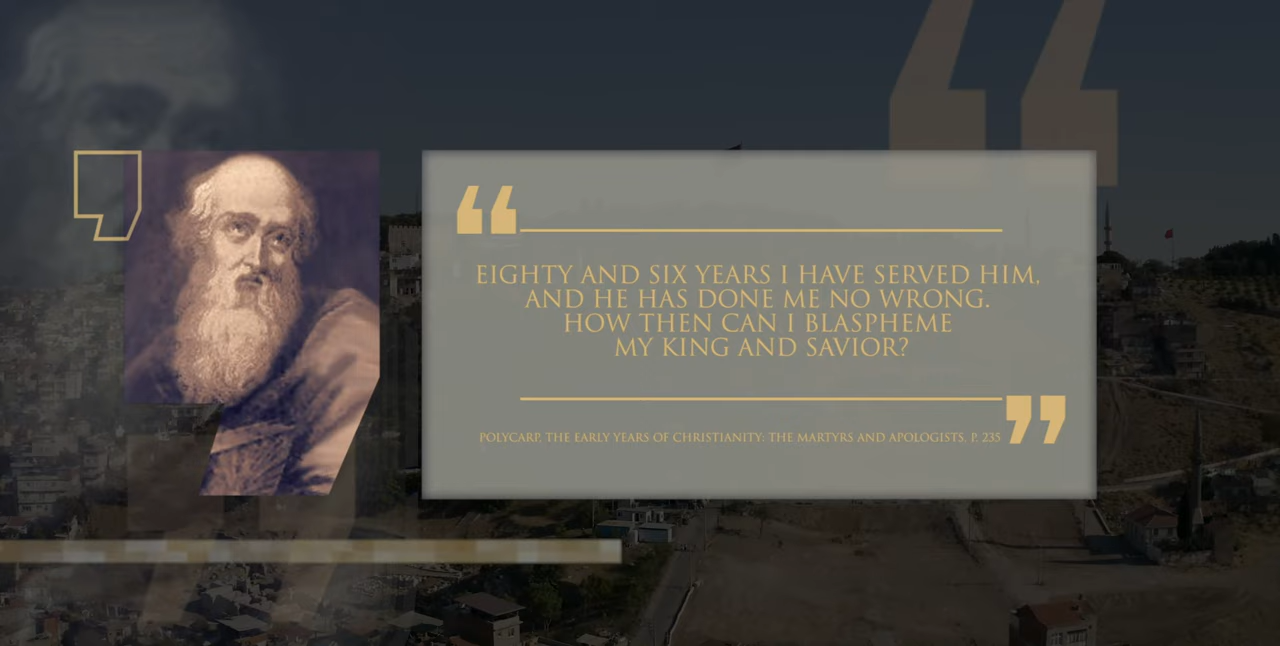 “
EIGHTY AND SIX YEARS I HAVE SERVED HIM,
AND HE HAS DONE ME NO WRONG.
HOW THEN CAN I BLASPHEME
MY KING AND SAVIOR?
”
POLYCARP, THE EARLY YEARS OF CHRISTIANITY: THE MARTYRS AND APOLOGISTS, P. 235